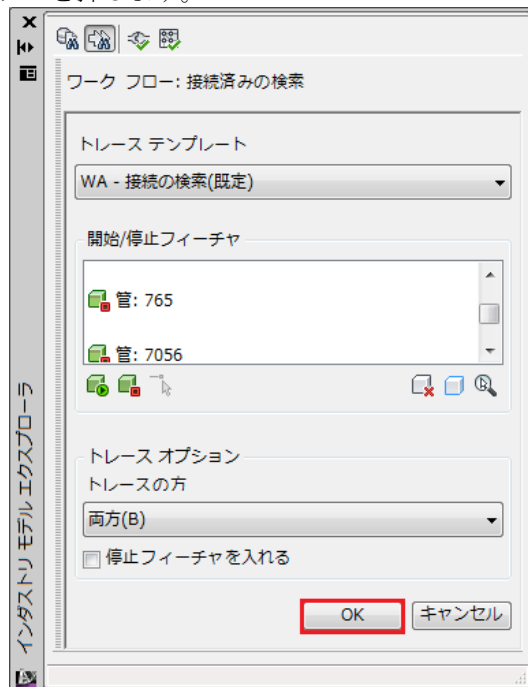 ワーク フロー: 接続済みの検索
トレース テンプレート
WA - 接続の検索(既定)
開始/停止フィーチャ
管: 765
管: 7056
トレース オプション
トレースの方
両方(B)
停止フィーチャを入れる
OK
キャンセル
インダストリ モデル エクスプローラ